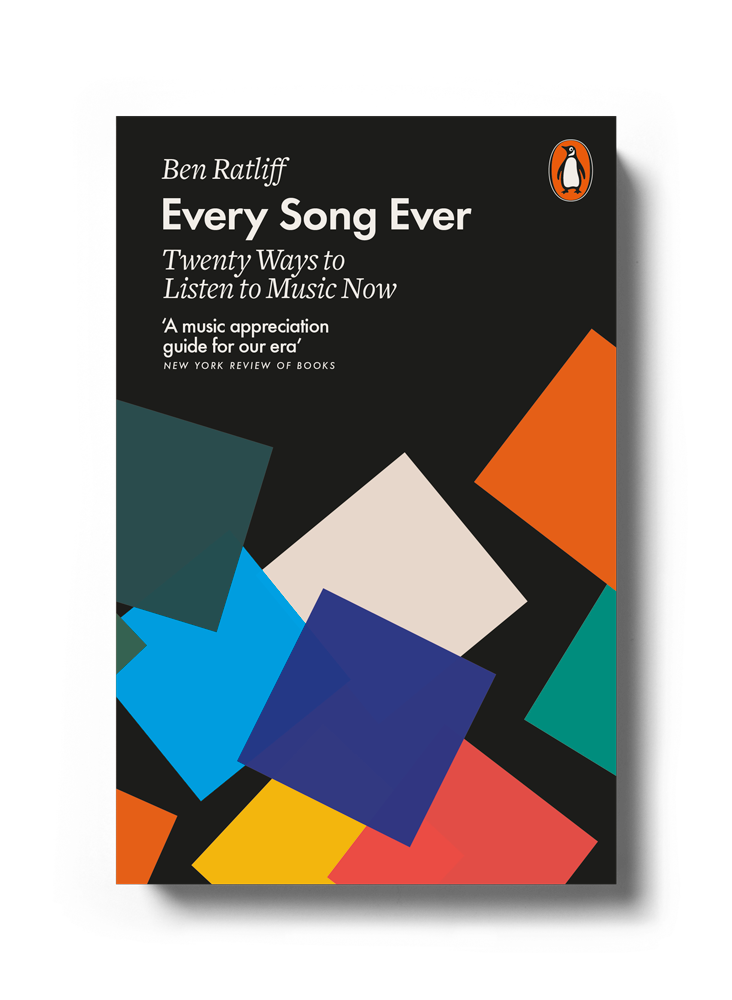 Ben Ratliff
Every Song Ever
Twenty Ways to
Listen to Music Now
‘A music appreciation
guide for our era’
NEW YORK REVIEW OF BOOKS